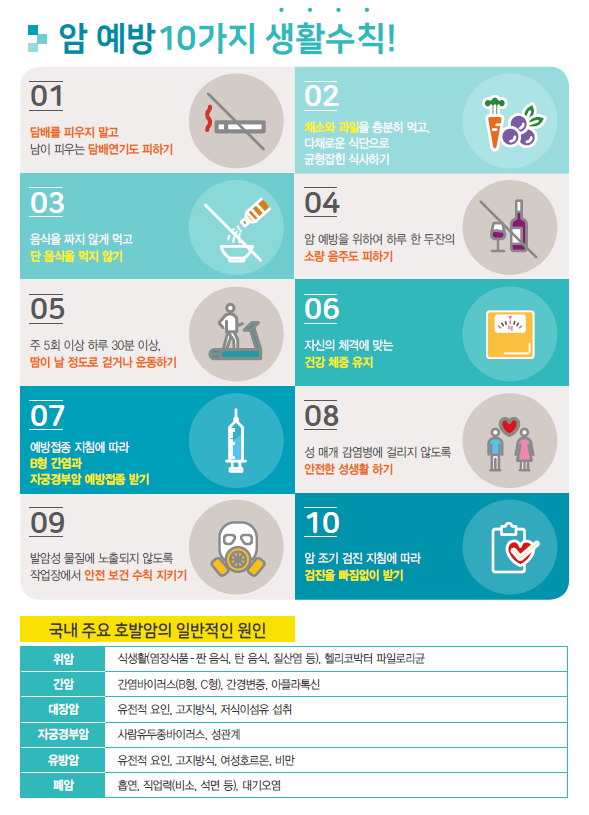 암 예방 10가지 생활수칙!
01
담배를 피우지 말고
남이 피우는 담배연기도 피하기
02
채소와 과일을 충분히 먹고,
다채로운 식단으로
균형잡힌 식사하기
03
음식을 짜지 않게 먹고
단 음식을 먹지 않기
04
암 예방을 위하여 하루 한 두잔의
소량 음주도 피하기
05
주 5회 이상 하루 30분 이상,
땀이 날 정도로 걷거나 운동하기
06
자신의 체격에 맞는
건강 체중 유지
07
예방접종 지침에 따라
B형 간염과
자궁경부암 예방접종 받기
08
성 매개 감염병에 걸리지 않도록
안전한 성생활 하기
09
발암성 물질에 노출되지 않도록
작업장에서 안전 보건 수칙 지키기
10
암 조기 검진 지침에 따라
검진을 빠짐없이 받기
국내 주요 호발암의 일반적인 원인
위암 식생활(염장식품-짠 음식, 탄 음식, 질산염 등), 헬리코박터 파일로리균
간암 간염바이러스(B형, C형), 간경변증, 아플라톡신
대장암 유전적 요인, 고지방식, 저식이섬유 섭취
자궁경부암 사람유두종바이러스, 성관계
유방암 유전적 요인, 고지방식, 여성호르몬, 비만
폐암 흡연, 직업력(비소, 석면 등), 대기오염